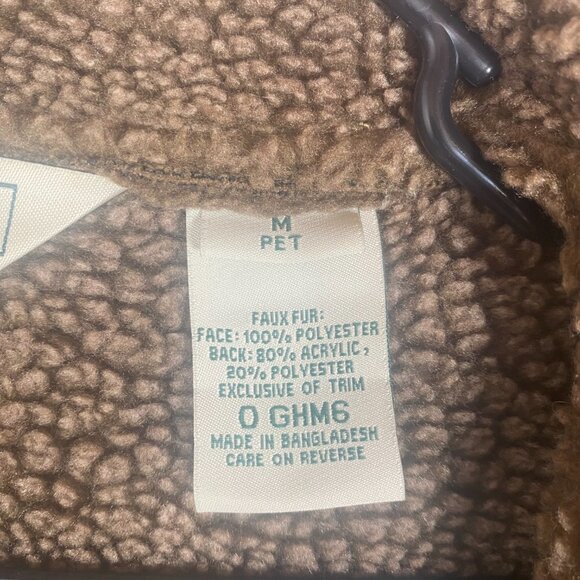 M
PET
FAUX FUR:
FACE: 100% POLYESTER
BACK: 80% ACRYLIC,
20% POLYESTER
EXCLUSIVE OF TRIM
0 GHM6
MADE IN BANGLADESH
CARE ON REVERSE